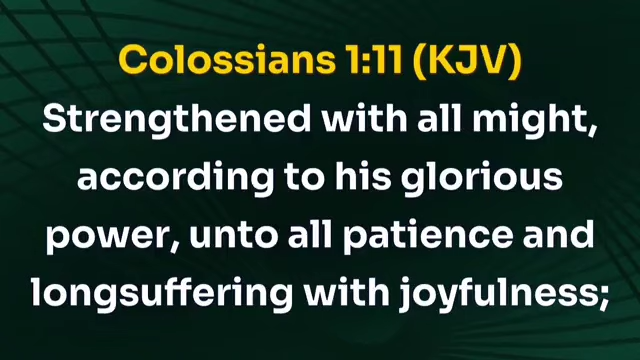 Colossians 1:11 (KJV)
Strengthened with all might,
according to his glorious
power, unto all patience and
longsuffering with joyfulness;